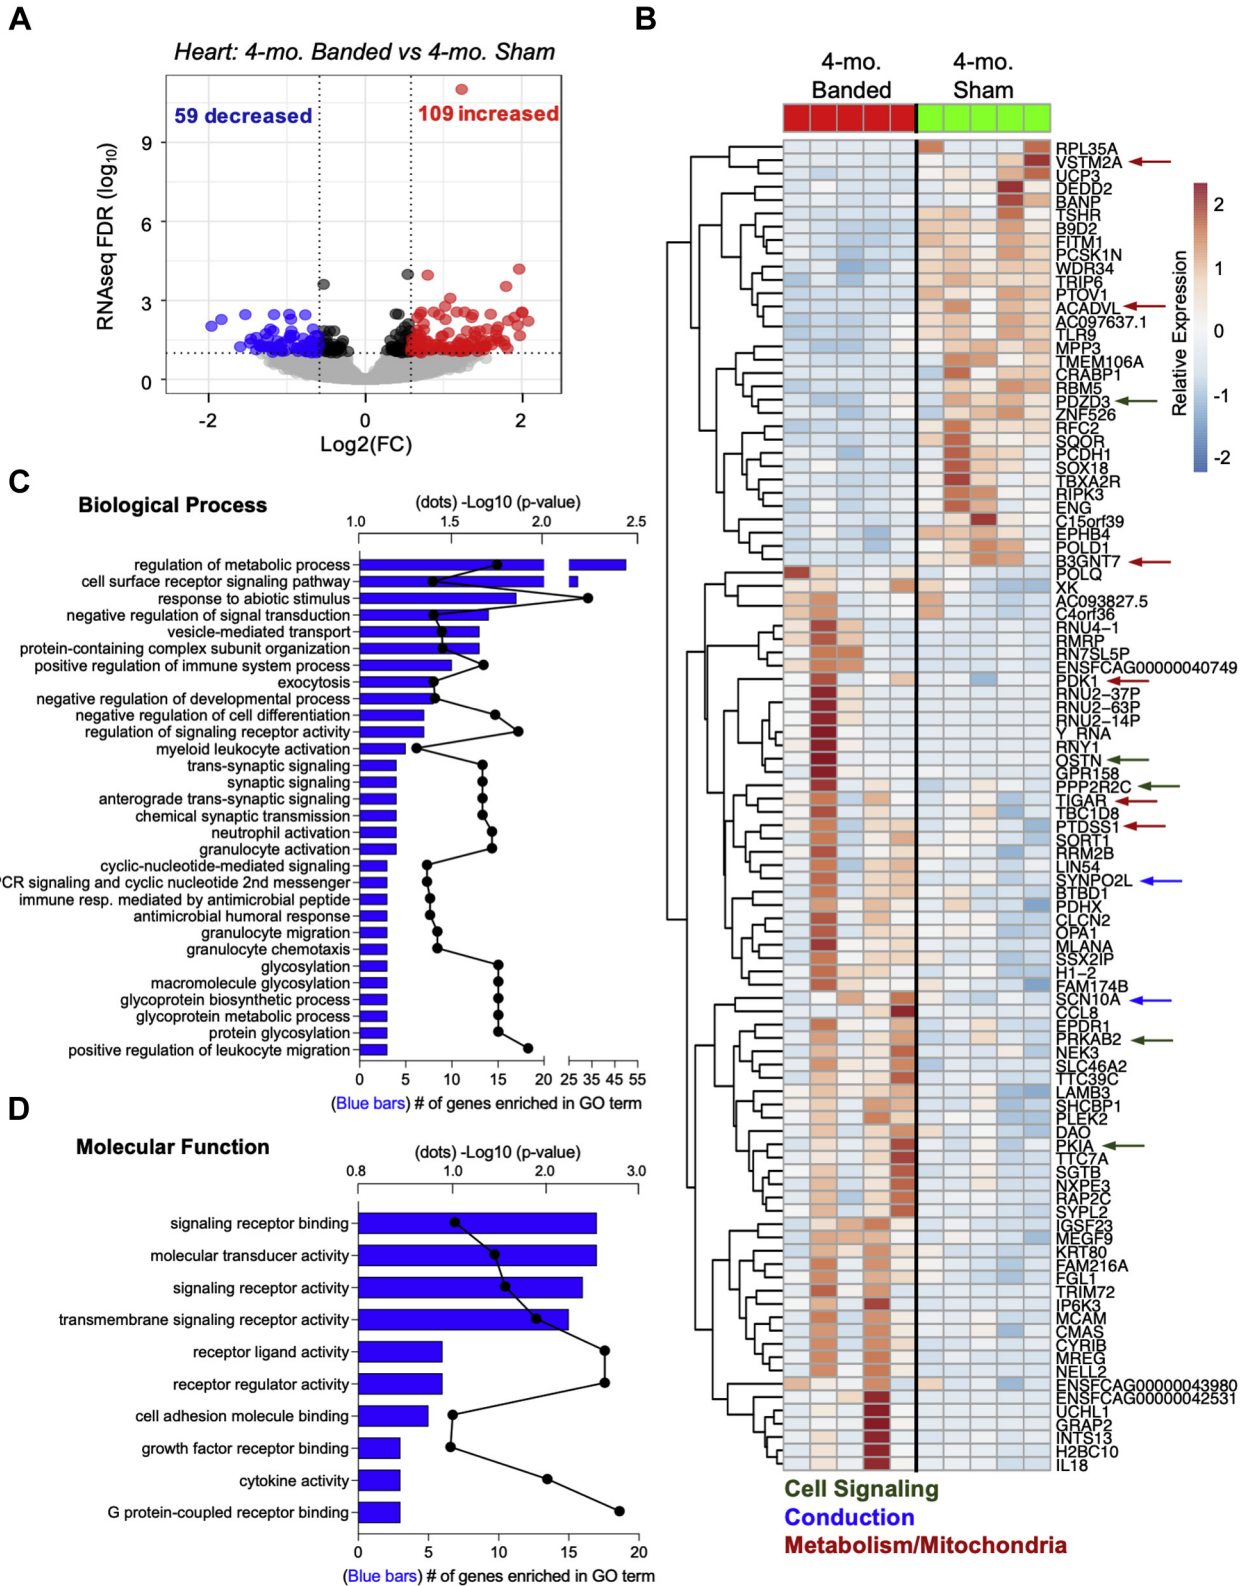 A
Heart: 4-mo. Banded vs 4-mo. Sham
59 decreased
109 increased
RNAseq FDR (log10)
9
6
3
0
-2
0
2
Log2(FC)
B
4-mo.
Banded
4-mo.
Sham
RPL35A
VSTM2A
UCP3
DEDD2
BANP
TSHR
B9D2
FITM1
PCSK1N
WDR34
TRIP6
PTOV1
ACADVL
AC097637.1
TLR9
MPP3
TMEM106A
CRABP1
RBM5
PDZD3
ZNF526
RFC2
SQOR
PCDH1
SOX18
TBXA2R
RIPK3
ENG
C15orf39
EPHB4
POLD1
B3GNT7
POLQ
XK
AC093827.5
C4orf36
RNU4-1
RMRP
RN7SL5P
ENSFCAG00000040749
PDK1
RNU2-37P
RNU2-63P
RNU2-14P
Y_RNA
RNY1
OSTN
GPR158
PPP2R2C
TIGAR
TBC1D8
PTDSS1
SORT1
RRM2B
LIN54
SYNPO2L
BTBD1
PDHX
CLCN2
OPA1
MLANA
SSX2IP
H1-2
FAM174B
SCN10A
CCL8
EPDR1
PRKAB2
NEK3
SLC46A2
TTC39C
LAMB3
SHCBP1
PLEK2
DAO
PKIA
TTC7A
SGTB
NXPE3
RAP2C
SYPL2
IGSF23
MEGF9
KRT80
FAM216A
FGL1
TRIM72
IP6K3
MCAM
CMAS
CYRIB
MREG
NELL2
ENSFCAG00000043980
ENSFCAG00000042531
UCHL1
GRAP2
INTS13
H2BC10
IL18
Relative Expression
2
1
0
-1
-2
Cell Signaling
Conduction
Metabolism/Mitochondria
C
Biological Process
(dots) -Log10 (p-value)
1.0 1.5 2.0 2.5
regulation of metabolic process
cell surface receptor signaling pathway
response to abiotic stimulus
negative regulation of signal transduction
vesicle-mediated transport
protein-containing complex subunit organization
positive regulation of immune system process
exocytosis
negative regulation of developmental process
negative regulation of cell differentiation
regulation of signaling receptor activity
myeloid leukocyte activation
trans-synaptic signaling
synaptic signaling
anterograde trans-synaptic signaling
chemical synaptic transmission
neutrophil activation
granulocyte activation
cyclic-nucleotide-mediated signaling
PCR signaling and cyclic nucleotide 2nd messenger
immune resp. mediated by antimicrobial peptide
antimicrobial humoral response
granulocyte migration
granulocyte chemotaxis
glycosylation
macromolecule glycosylation
glycoprotein biosynthetic process
glycoprotein metabolic process
protein glycosylation
positive regulation of leukocyte migration
0 5 10 15 20 25 35 45 55
(Blue bars) # of genes enriched in GO term
D
Molecular Function
(dots) -Log10 (p-value)
0.8 1.0 2.0 3.0
signaling receptor binding
molecular transducer activity
signaling receptor activity
transmembrane signaling receptor activity
receptor ligand activity
receptor regulator activity
cell adhesion molecule binding
growth factor receptor binding
cytokine activity
G protein-coupled receptor binding
0 5 10 15 20
(Blue bars) # of genes enriched in GO term